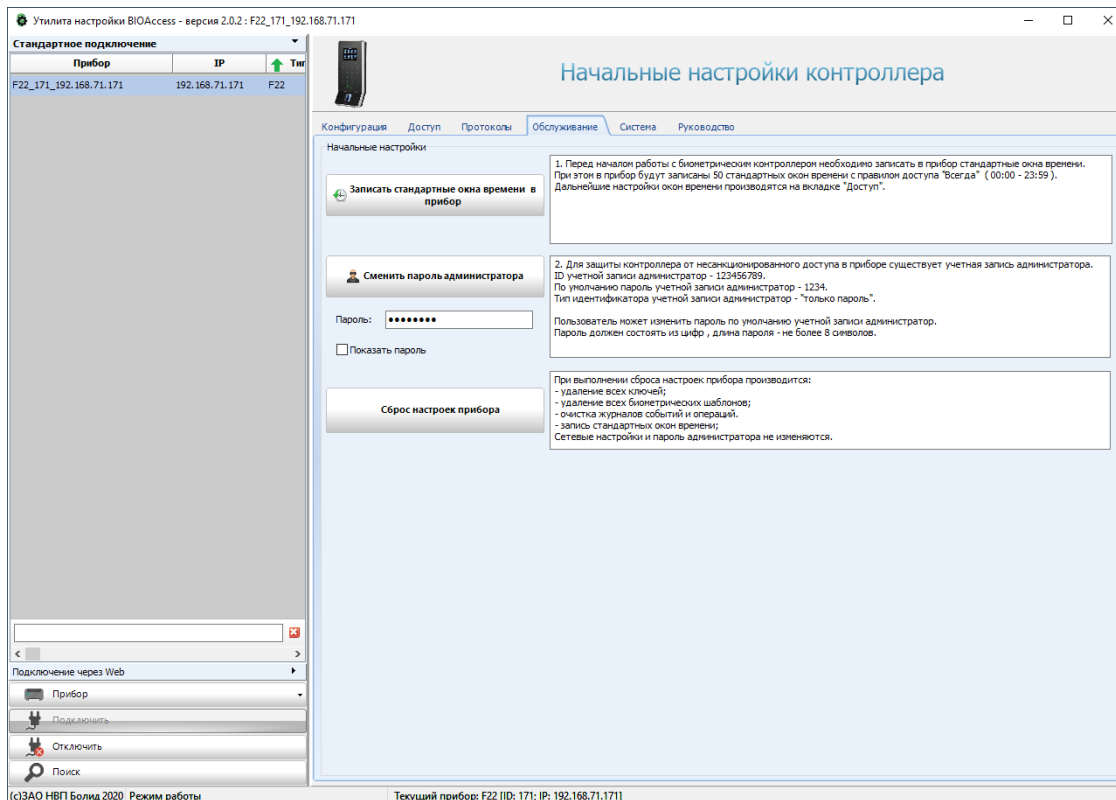 Утилита настройки BIOAccess - версия 2.0.2 : F22_171_192.168.71.171
Стандартное подключение
Прибор IP Тип
F22_171_192.168.71.171 192.168.71.171 F22
Подключение через Web
Прибор
Подключить
Отключить
Поиск
Начальные настройки контроллера
Конфигурация Доступ Протоколы Обслуживание Система Руководство
Начальные настройки
Записать стандартные окна времени в
прибор
1. Перед началом работы с биометрическим контроллером необходимо записать в прибор стандартные окна времени.
При этом в прибор будут записаны 50 стандартных окон времени с правилом доступа "Всегда" ( 00:00 - 23:59 ).
Дальнейшие настройки окон времени производятся на вкладке "Доступ".
Сменить пароль администратора
Пароль: ●●●●●●●●
Показать пароль
2. Для защиты контроллера от несанкционированного доступа в приборе существует учетная запись администратора.
ID учетной записи администратор - 123456789.
По умолчанию пароль учетной записи администратор - 1234.
Тип идентификатора учетной записи администратор - "только пароль".
Пользователь может изменить пароль по умолчанию учетной записи администратор.
Пароль должен состоять из цифр , длина пароля - не более 8 символов.
Сброс настроек прибора
При выполнении сброса настроек прибора производится:
- удаление всех ключей;
- удаление всех биометрических шаблонов;
- очистка журналов событий и операций.
- запись стандартных окон времени;
Сетевые настройки и пароль администратора не изменяются.
(c)ЗАО НВП Болид 2020 Режим работы Текущий прибор: F22 [ID: 171; IP: 192.168.71.171]